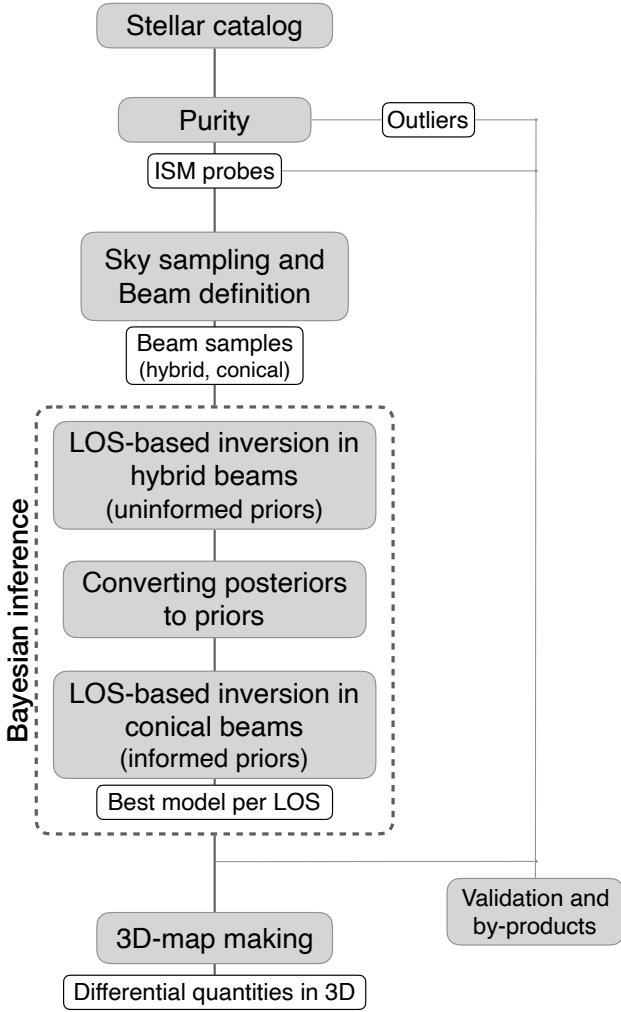 Stellar catalog
Purity
Outliers
ISM probes
Sky sampling and
Beam definition
Beam samples
(hybrid, conical)
Bayesian inference
LOS-based inversion in
hybrid beams
(uninformed priors)
Converting posteriors
to priors
LOS-based inversion in
conical beams
(informed priors)
Best model per LOS
Validation and
by-products
3D-map making
Differential quantities in 3D